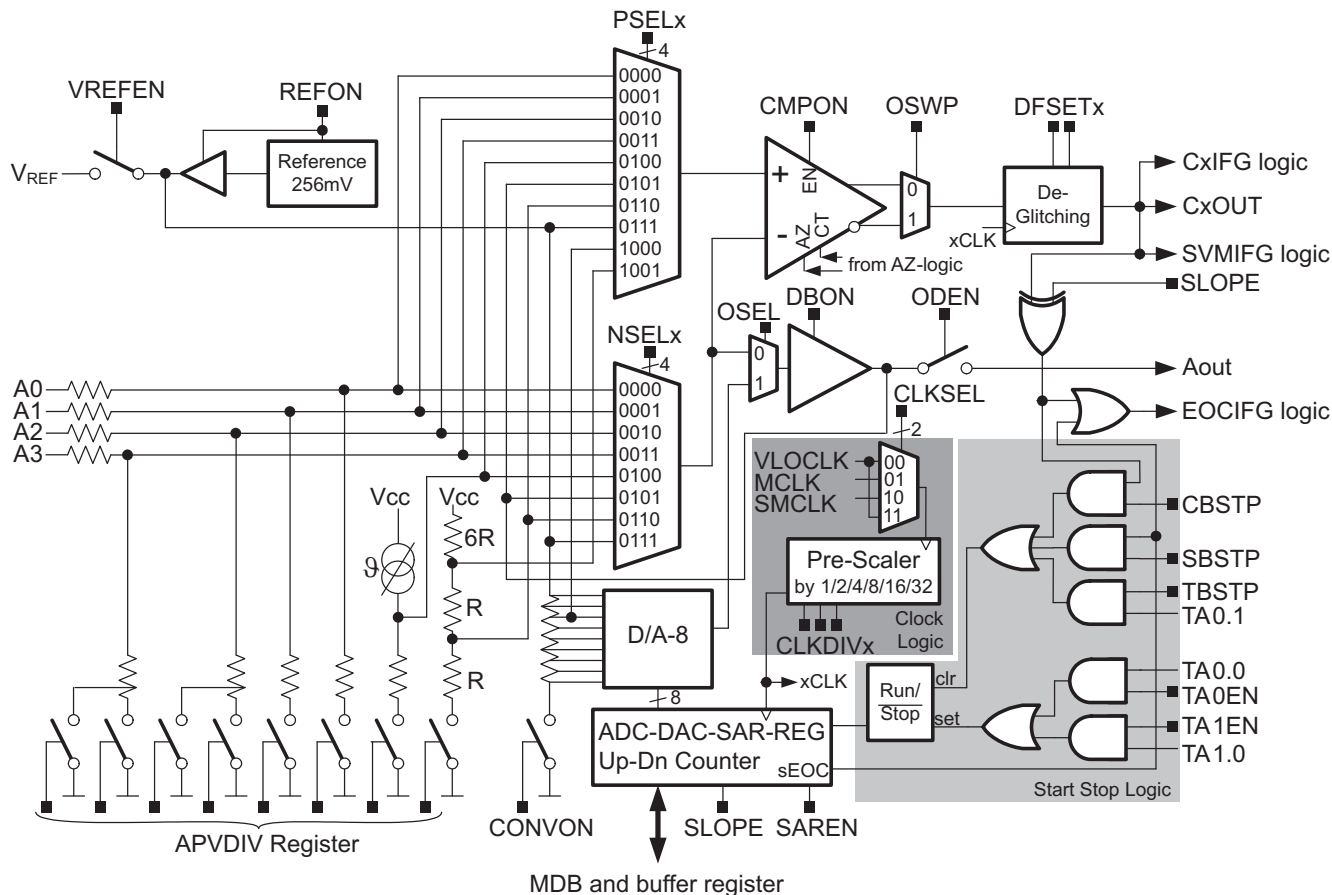 PSELx
4
VREFEN
REFON
VREF
Reference
256mV
0000
0001
0010
0011
0100
0101
0110
0111
1000
1001
CMPON
OSWP
DFSETx
+
-
EN
AZ
CT
from AZ-logic
0
1
De-
Glitching
xCLK
CxIFG logic
CxOUT
SVMIFG logic
SLOPE
NSELx
4
0000
0001
0010
0011
0100
0101
0110
0111
OSEL
0
1
DBON
ODEN
Aout
EOCIFG logic
A0
A1
A2
A3
CLKSEL
2
VLOCLK
MCLK
SMCLK
00
01
10
11
Pre-Scaler
by 1/2/4/8/16/32
Clock
Logic
CLKDIVx
xCLK
CBSTP
SBSTP
TBSTP
TA0.1
TA0.0
TA0EN
TA1EN
TA1.0
Run/
Stop
clr
set
Start Stop Logic
Vcc
Vcc
ϑ
6R
R
R
D/A-8
8
ADC-DAC-SAR-REG
Up-Dn Counter
sEOC
APVDIV Register
CONVON
SLOPE
SAREN
MDB and buffer register